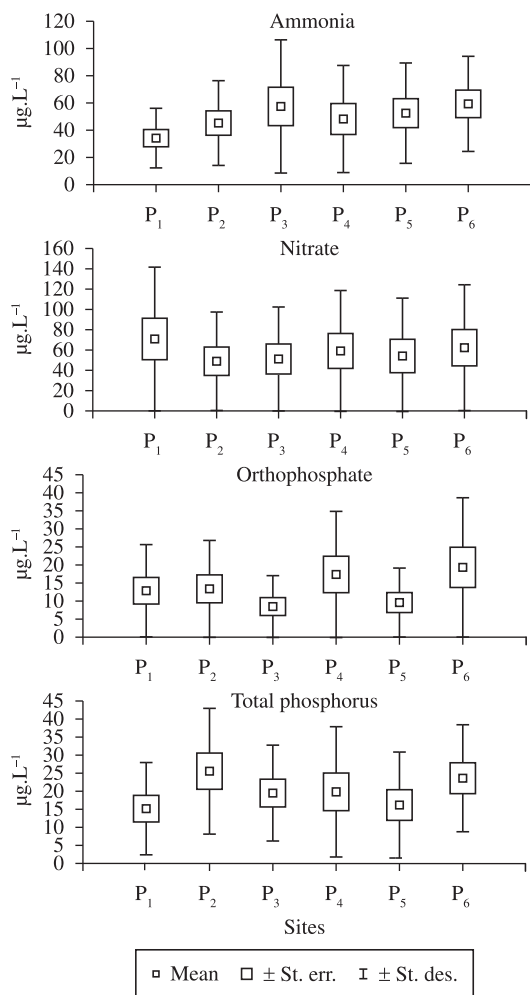 Ammonia
µg.L⁻¹
120
100
80
60
40
20
0
P₁ P₂ P₃ P₄ P₅ P₆
Nitrate
µg.L⁻¹
160
140
120
100
80
60
40
20
0
P₁ P₂ P₃ P₄ P₅ P₆
Orthophosphate
µg.L⁻¹
45
40
35
30
25
20
15
10
5
0
P₁ P₂ P₃ P₄ P₅ P₆
Total phosphorus
µg.L⁻¹
45
40
35
30
25
20
15
10
5
0
P₁ P₂ P₃ P₄ P₅ P₆
Sites
Mean ± St. err. ± St. des.